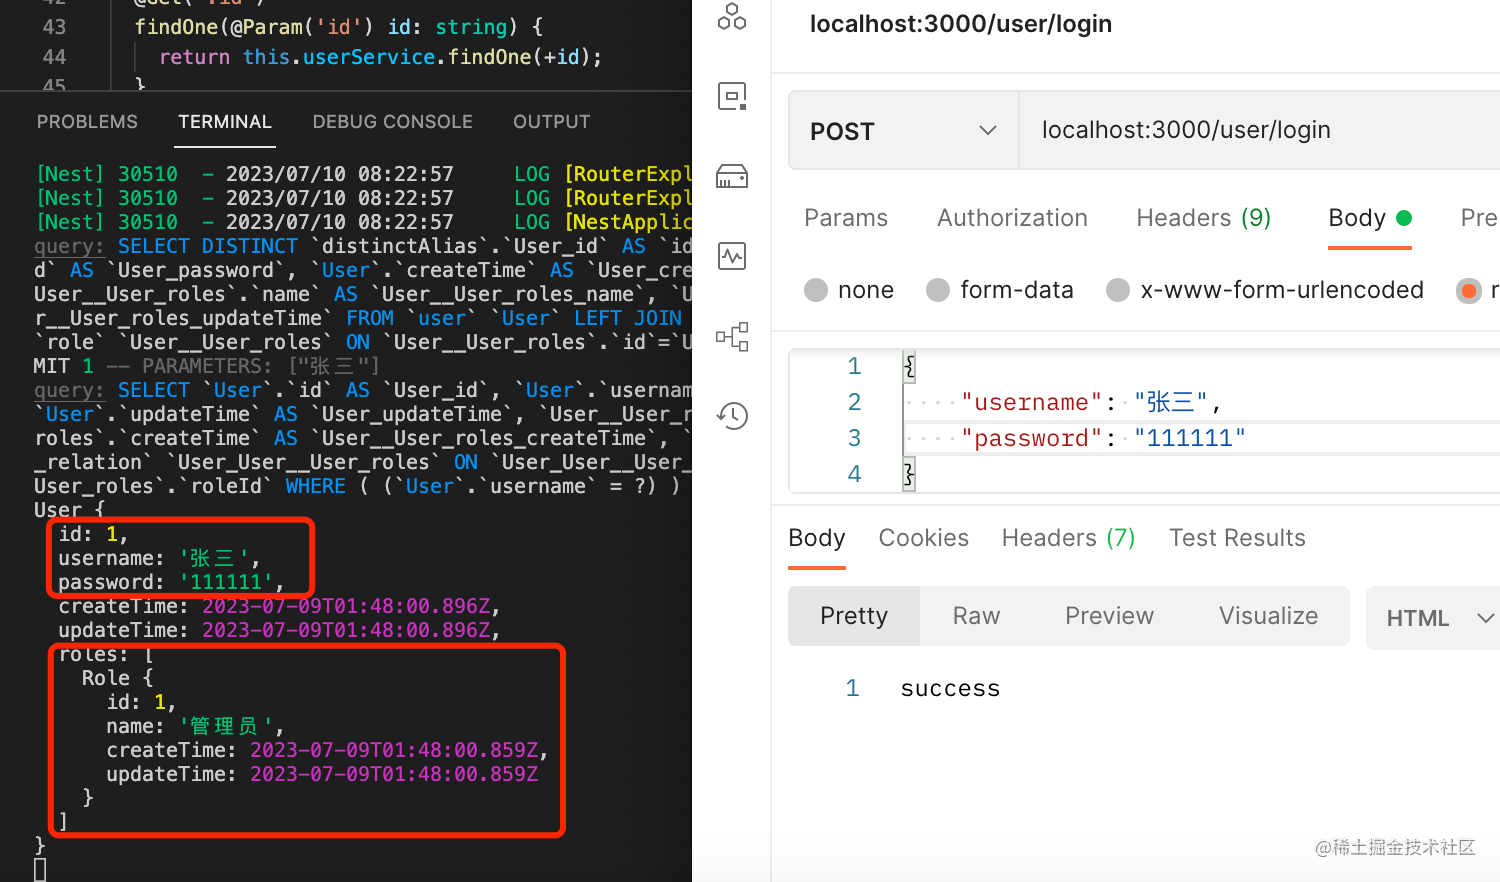 42 @Get(':id')
43 findOne(@Param('id') id: string) {
44 return this.userService.findOne(+id);
45 }
PROBLEMS TERMINAL DEBUG CONSOLE OUTPUT
[Nest] 30510 - 2023/07/10 08:22:57 LOG [RouterExpl
[Nest] 30510 - 2023/07/10 08:22:57 LOG [RouterExpl
[Nest] 30510 - 2023/07/10 08:22:57 LOG [NestApplic
query: SELECT DISTINCT `distinctAlias`.`User_id` AS `id
d` AS `User_password`, `User`.`createTime` AS `User_cre
User__User_roles`.`name` AS `User__User_roles_name`, `U
r__User_roles_updateTime` FROM `user` `User` LEFT JOIN
`role` `User__User_roles` ON `User__User_roles`.`id`=`U
MIT 1 -- PARAMETERS: ["张三"]
query: SELECT `User`.`id` AS `User_id`, `User`.`usernam
`User`.`updateTime` AS `User_updateTime`, `User__User_r
roles`.`createTime` AS `User__User_roles_createTime`, `
_relation` `User_User__User_roles` ON `User_User__User_
User_roles`.`roleId` WHERE ( (`User`.`username` = ?) )
User {
id: 1,
username: '张三',
password: '111111',
createTime: 2023-07-09T01:48:00.896Z,
updateTime: 2023-07-09T01:48:00.896Z,
roles: [
Role {
id: 1,
name: '管理员',
createTime: 2023-07-09T01:48:00.859Z,
updateTime: 2023-07-09T01:48:00.859Z
}
]
}
localhost:3000/user/login
POST localhost:3000/user/login
Params Authorization Headers (9) Body Pre
none form-data x-www-form-urlencoded r
1 {
2 "username": "张三",
3 "password": "111111"
4 }
Body Cookies Headers (7) Test Results
Pretty Raw Preview Visualize HTML
1 success
@稀土掘金技术社区